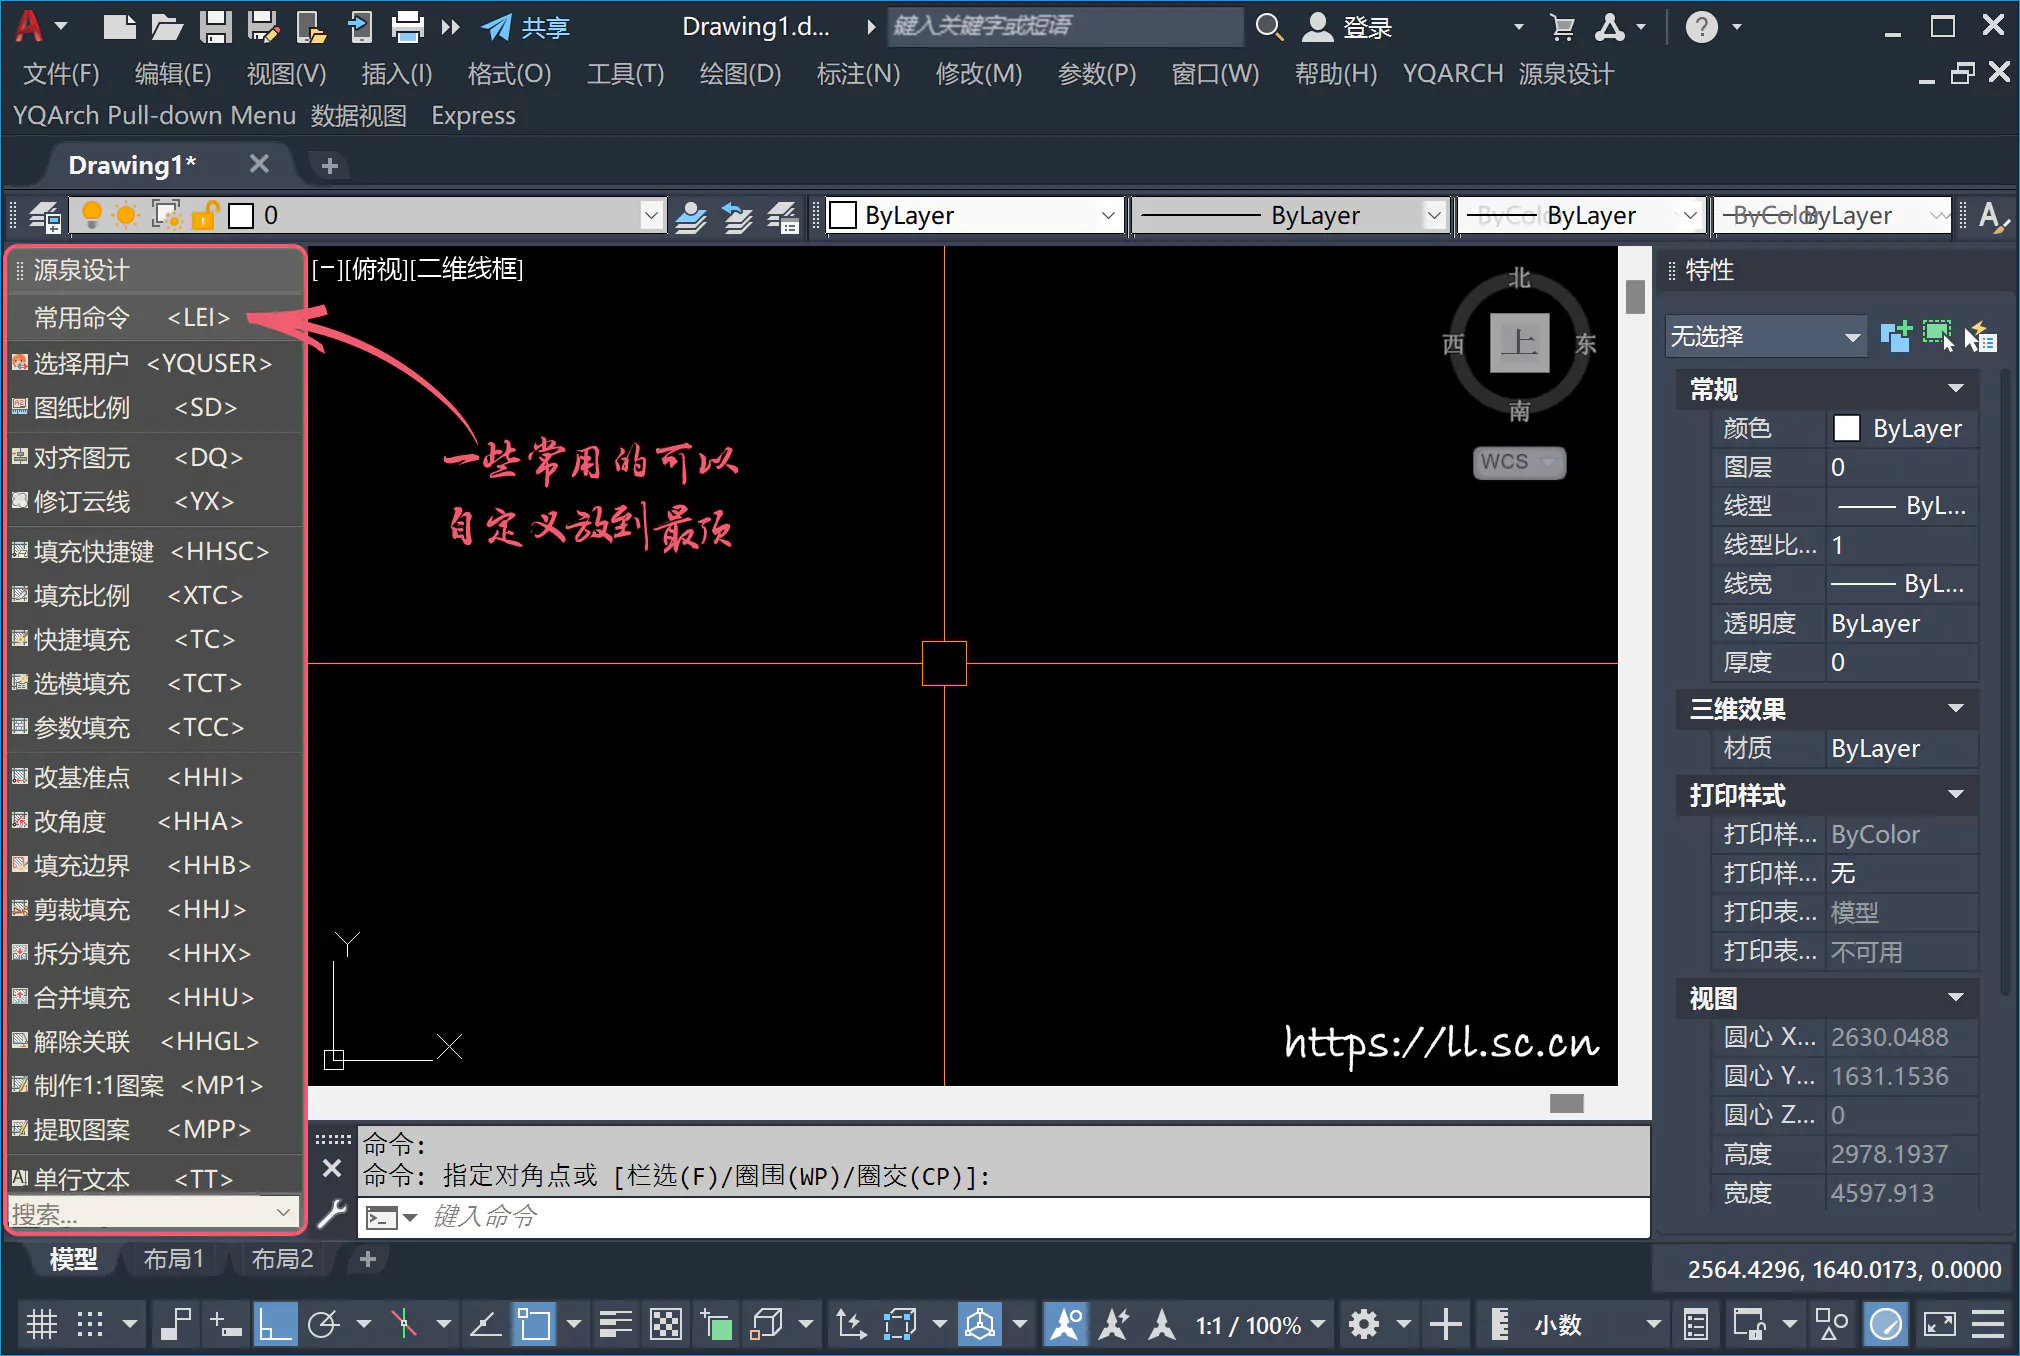 共享
Drawing1.d...
键入关键字或短语
登录
文件(F) 编辑(E) 视图(V) 插入(I) 格式(O) 工具(T) 绘图(D) 标注(N) 修改(M) 参数(P) 窗口(W) 帮助(H) YQARCH 源泉设计
YQArch Pull-down Menu 数据视图 Express
Drawing1*
0 ByLayer ByLayer ByLayer ByColor ByLayer
源泉设计
常用命令 <LEI>
选择用户 <YQUSER>
图纸比例 <SD>
对齐图元 <DQ>
修订云线 <YX>
填充快捷键 <HHSC>
填充比例 <XTC>
快捷填充 <TC>
选模填充 <TCT>
参数填充 <TCC>
改基准点 <HHI>
改角度 <HHA>
填充边界 <HHB>
剪裁填充 <HHJ>
拆分填充 <HHX>
合并填充 <HHU>
解除关联 <HHGL>
制作1:1图案 <MP1>
提取图案 <MPP>
单行文本 <TT>
搜索...
[−][俯视][二维线框]
一些常用的可以
自定义放到最顶
北
西 上 东
南
WCS
Y
X
https://ll.sc.cn
命令:
命令: 指定对角点或 [栏选(F)/圈围(WP)/圈交(CP)]:
键入命令
特性
无选择
常规
颜色 ByLayer
图层 0
线型 ByL...
线型比... 1
线宽 ByL...
透明度 ByLayer
厚度 0
三维效果
材质 ByLayer
打印样式
打印样... ByColor
打印样... 无
打印表... 模型
打印表... 不可用
视图
圆心 X... 2630.0488
圆心 Y... 1631.1536
圆心 Z... 0
高度 2978.1937
宽度 4597.913
模型 布局1 布局2
2564.4296, 1640.0173, 0.0000
1:1 / 100% 小数